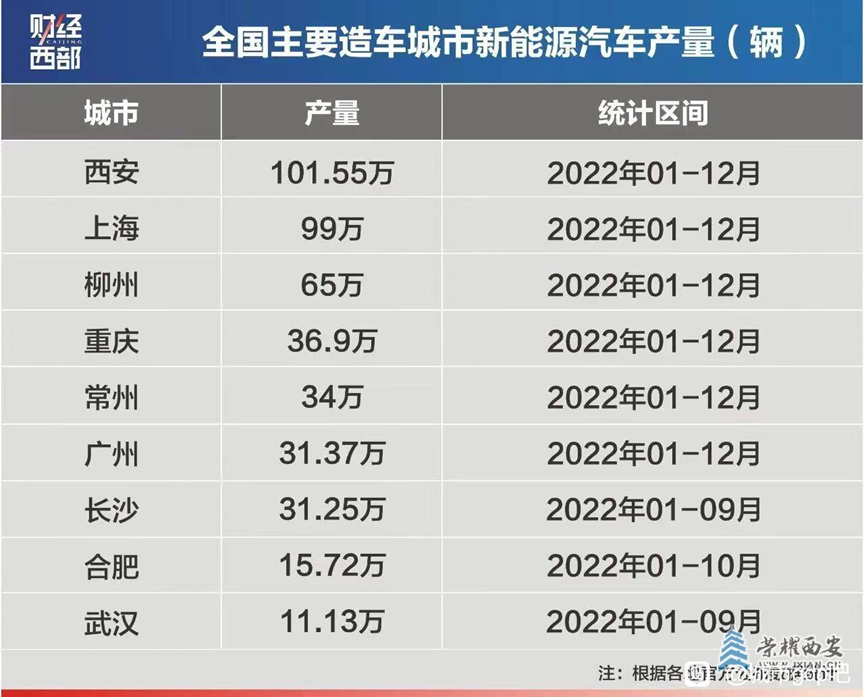 财经
CAIJING
西部
全国主要造车城市新能源汽车产量（辆）
城市 产量 统计区间
西安 101.55万 2022年01-12月
上海 99万 2022年01-12月
柳州 65万 2022年01-12月
重庆 36.9万 2022年01-12月
常州 34万 2022年01-12月
广州 31.37万 2022年01-12月
长沙 31.25万 2022年01-09月
合肥 15.72万 2022年01-10月
武汉 11.13万 2022年01-09月
荣耀西安
注：根据各地官方